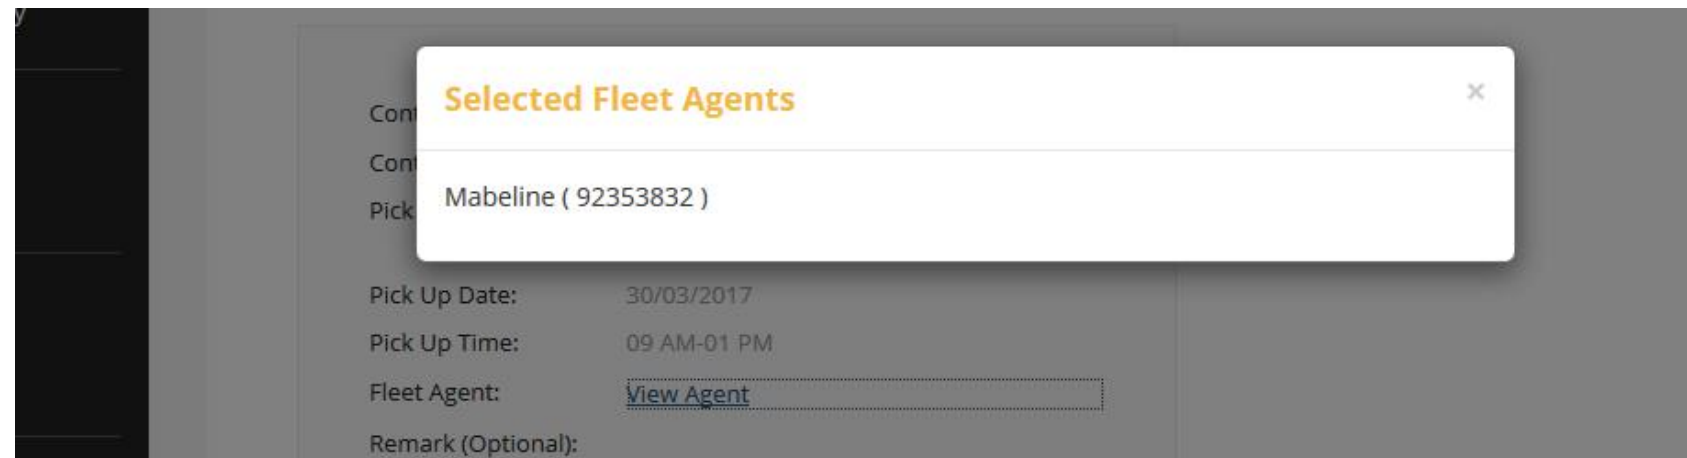 Selected Fleet Agents ×
Mabeline ( 92353832 )
Pick
Pick Up Date: 30/03/2017
Pick Up Time: 09 AM-01 PM
Fleet Agent: View Agent
Remark (Optional):